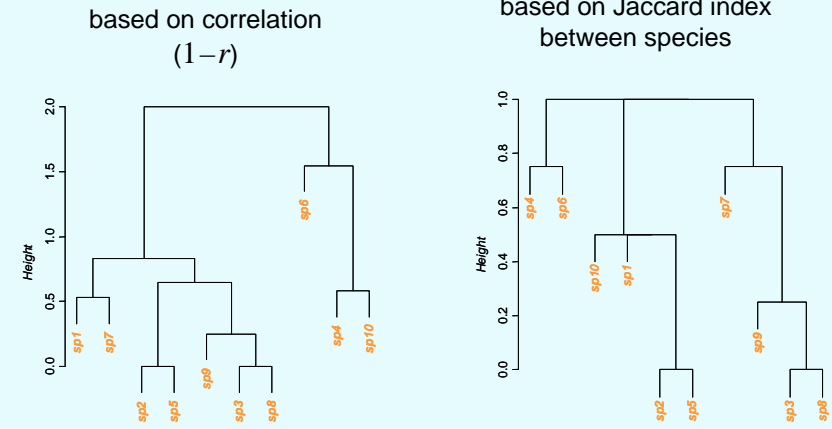 based on correlation
(1–r)
2.0
1.5
1.0
0.5
0.0
Height
sp1
sp7
sp2
sp5
sp9
sp3
sp8
sp6
sp4
sp10
based on Jaccard index
between species
1.0
0.8
0.6
0.4
0.2
0.0
Height
sp4
sp6
sp10
sp1
sp2
sp5
sp7
sp9
sp3
sp8